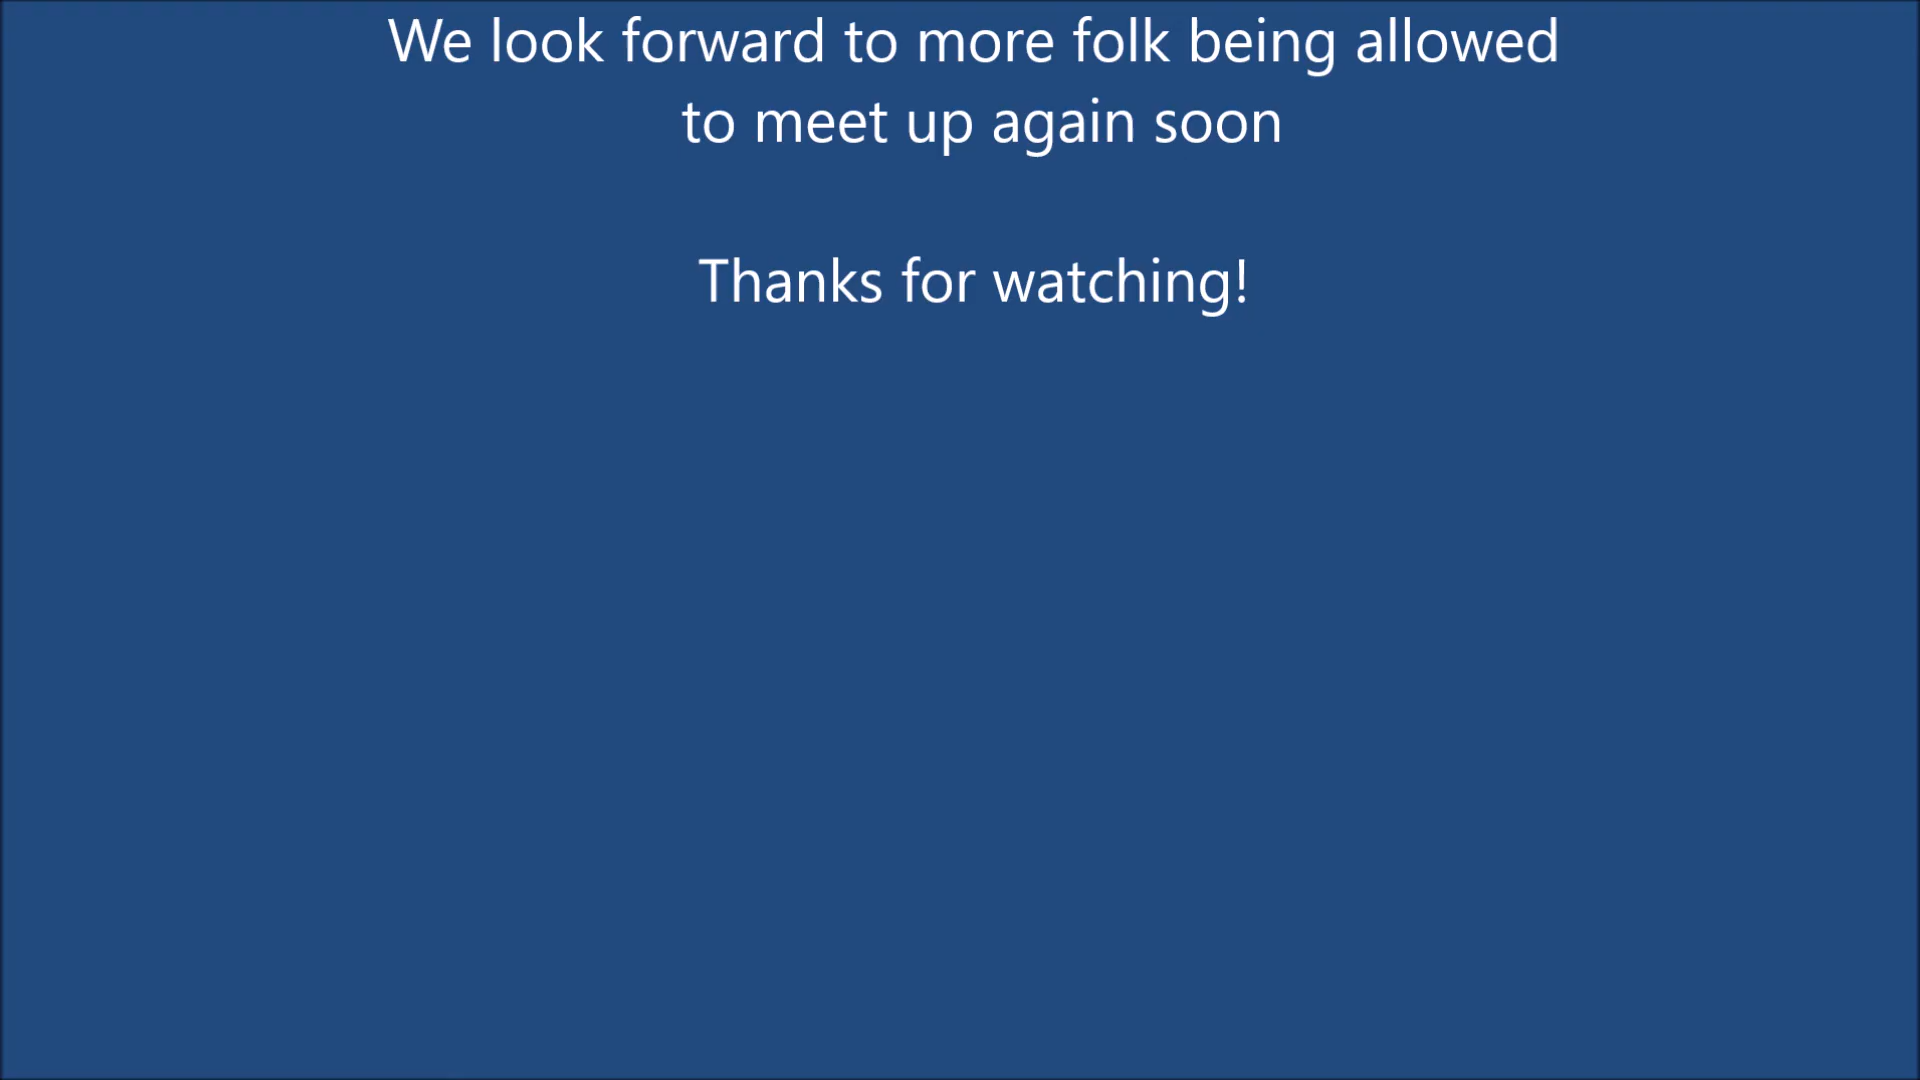 We look forward to more folk being allowed
to meet up again soon
Thanks for watching!